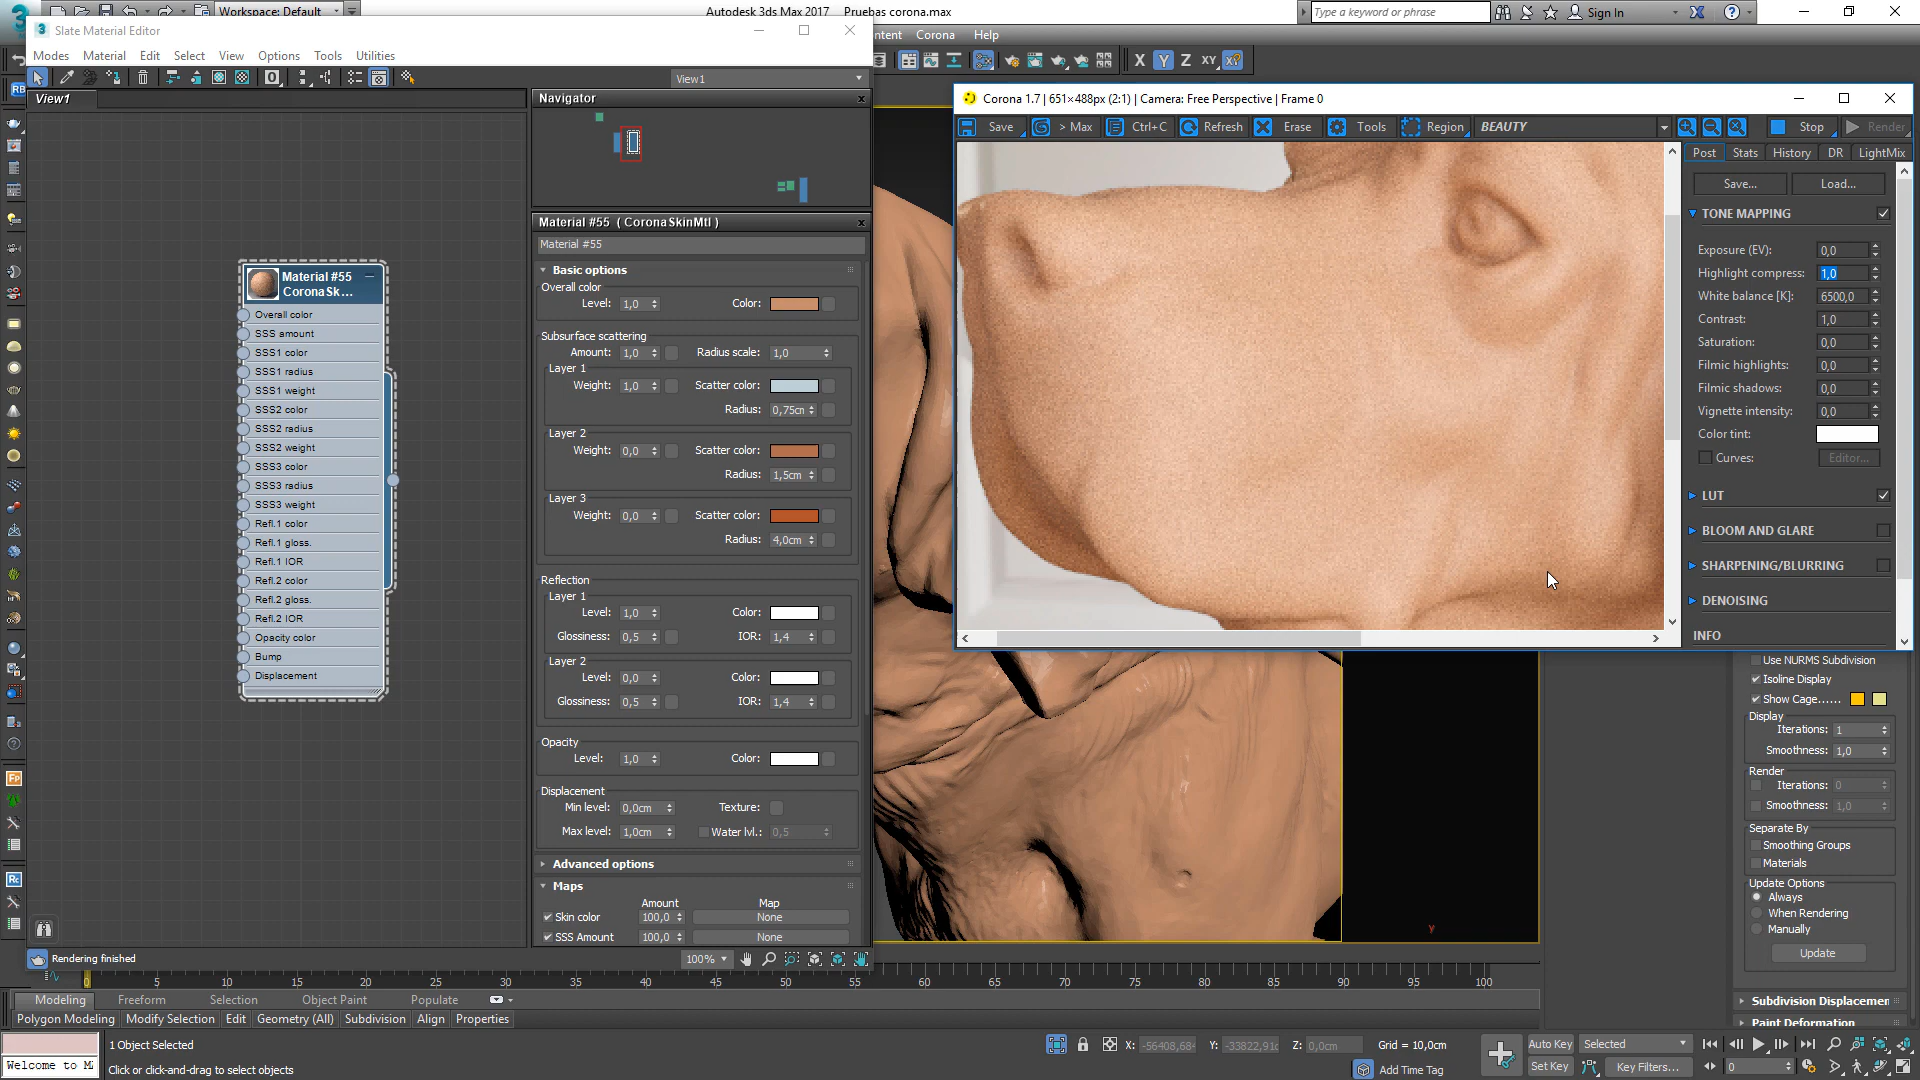 Workspace: Default
Autodesk 3ds Max 2017    Pruebas corona.max
Type a keyword or phrase
Sign In
Slate Material Editor
Corona    Help
Modes    Material    Edit    Select    View    Options    Tools    Utilities
X    Y    Z    XY
View1
View1
Navigator
Corona 1.7 | 651×488px (2:1) | Camera: Free Perspective | Frame 0
Save    > Max    Ctrl+C    Refresh    Erase    Tools    Region    BEAUTY    Stop    Render
Post    Stats    History    DR    LightMix
Save...    Load...
TONE MAPPING
Exposure (EV): 0,0
Highlight compress: 1,0
White balance [K]: 6500,0
Contrast: 1,0
Saturation: 0,0
Filmic highlights: 0,0
Filmic shadows: 0,0
Vignette intensity: 0,0
Color tint:
Curves:    Editor...
LUT
BLOOM AND GLARE
SHARPENING/BLURRING
DENOISING
INFO
Material #55  ( CoronaSkinMtl )
Material #55
Basic options
Overall color
Level: 1,0    Color:
Subsurface scattering
Amount: 1,0    Radius scale: 1,0
Layer 1
Weight: 1,0    Scatter color:
Radius: 0,75cm
Layer 2
Weight: 0,0    Scatter color:
Radius: 1,5cm
Layer 3
Weight: 0,0    Scatter color:
Radius: 4,0cm
Reflection
Layer 1
Level: 1,0    Color:
Glossiness: 0,5    IOR: 1,4
Layer 2
Level: 0,0    Color:
Glossiness: 0,5    IOR: 1,4
Opacity
Level: 1,0    Color:
Displacement
Min level: 0,0cm    Texture:
Max level: 1,0cm    Water lvl.: 0,5
Advanced options
Maps
Amount    Map
Skin color    100,0    None
SSS Amount    100,0    None
Material #55
CoronaSk...
Overall color
SSS amount
SSS1 color
SSS1 radius
SSS1 weight
SSS2 color
SSS2 radius
SSS2 weight
SSS3 color
SSS3 radius
SSS3 weight
Refl.1 color
Refl.1 gloss.
Refl.1 IOR
Refl.2 color
Refl.2 gloss.
Refl.2 IOR
Opacity color
Bump
Displacement
Use NURMS Subdivision
Isoline Display
Show Cage......
Display
Iterations: 1
Smoothness: 1,0
Render
Iterations: 0
Smoothness: 1,0
Separate By
Smoothing Groups
Materials
Update Options
Always
When Rendering
Manually
Update
Subdivision Displacemen
Paint Deformation
y
Rendering finished    100%
0    5    10    15    20    25    30    35    40    45    50    55    60    65    70    75    80    85    90    95    100
Modeling    Freeform    Selection    Object Paint    Populate
Polygon Modeling    Modify Selection    Edit    Geometry (All)    Subdivision    Align    Properties
1 Object Selected
Welcome to M
Click or click-and-drag to select objects
X: -56408,68    Y: -33822,91    Z: 0,0cm    Grid = 10,0cm
Add Time Tag
Auto Key    Selected
Set Key    Key Filters...    0